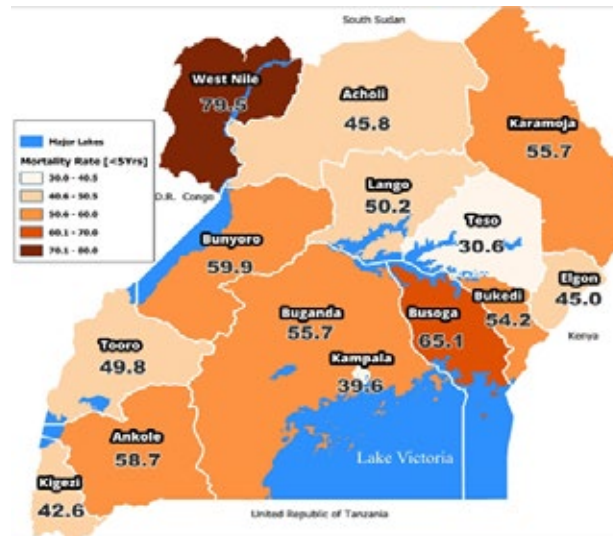 South Sudan
West Nile
79.5
Acholi
45.8
Karamoja
55.7
Major Lakes
Mortality Rate [<5Yrs]
30.0 - 40.5
40.6 - 50.5
50.6 - 60.0
60.1 - 70.0
70.1 - 80.0
D.R. Congo
Lango
50.2
Teso
30.6
Bunyoro
59.9
Elgon
45.0
Buganda
55.7
Busoga
65.1
Bukedi
54.2
Kenya
Tooro
49.8
Kampala
39.6
Ankole
58.7
Lake Victoria
Kigezi
42.6
United Republic of Tanzania